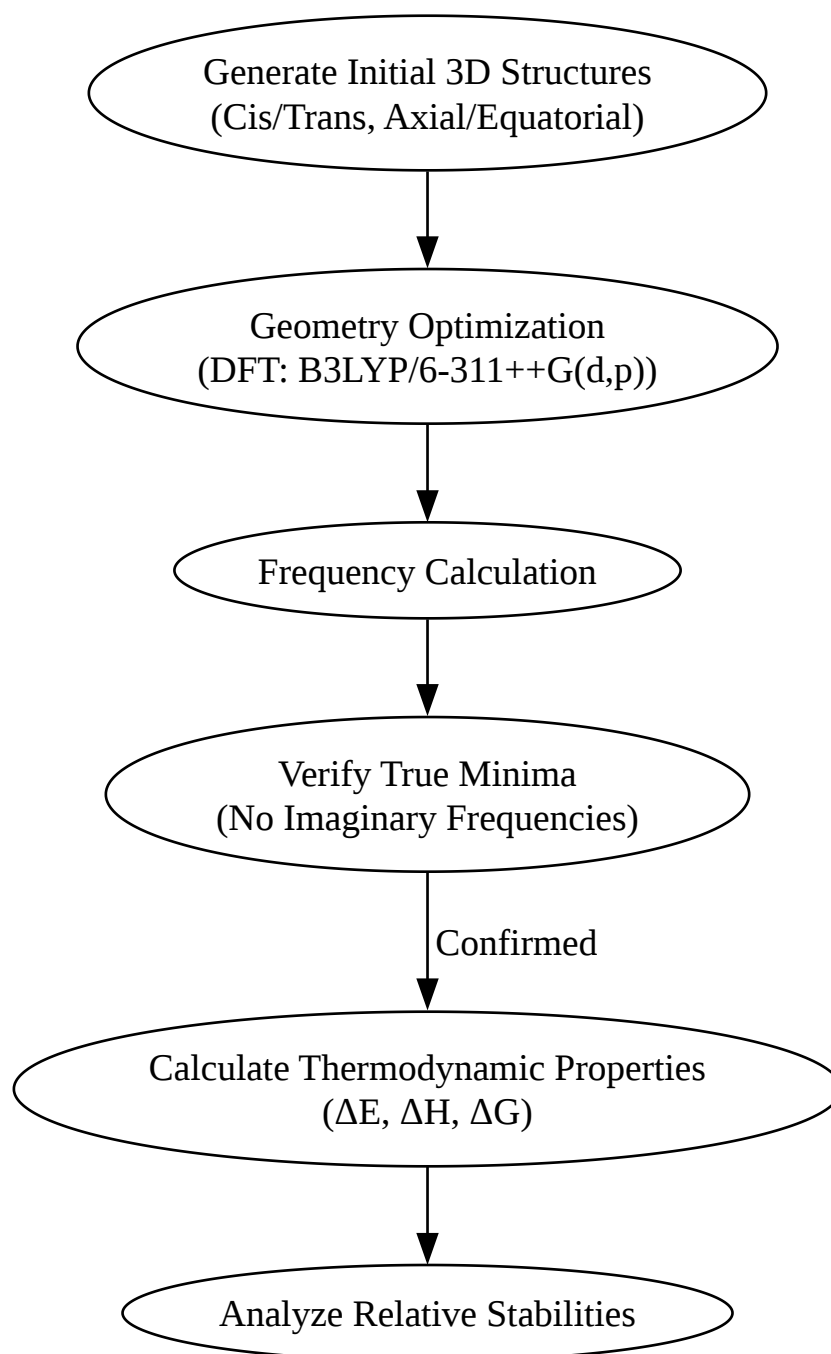 Generate Initial 3D Structures
(Cis/Trans, Axial/Equatorial)
Geometry Optimization
(DFT: B3LYP/6-311++G(d,p))
Frequency Calculation
Verify True Minima
(No Imaginary Frequencies)
Confirmed
Calculate Thermodynamic Properties
(ΔE, ΔH, ΔG)
Analyze Relative Stabilities